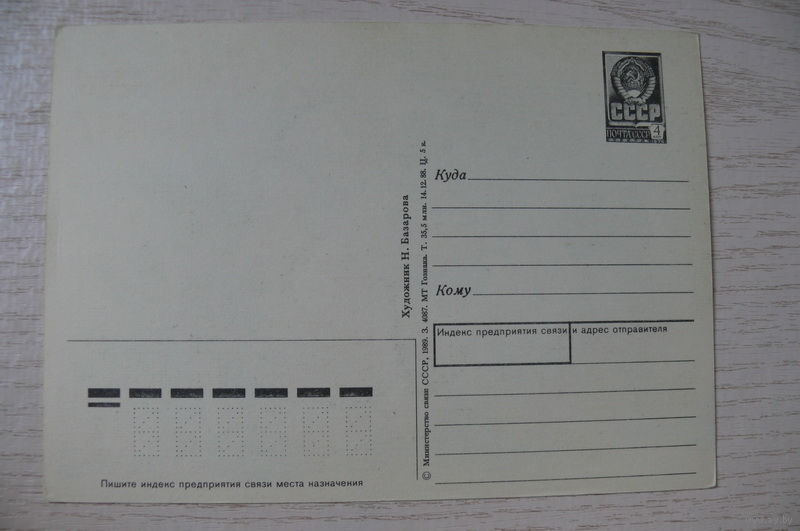 СССР
ПОЧТА СССР 4
Куда
Кому
Индекс предприятия связи и адрес отправителя
Художник Н. Базарова
© Министерство связи СССР, 1989. З. 4087. МТ Гознака. Т. 35,5 млн. 14.12.88. Ц. 5 к.
Пишите индекс предприятия связи места назначения